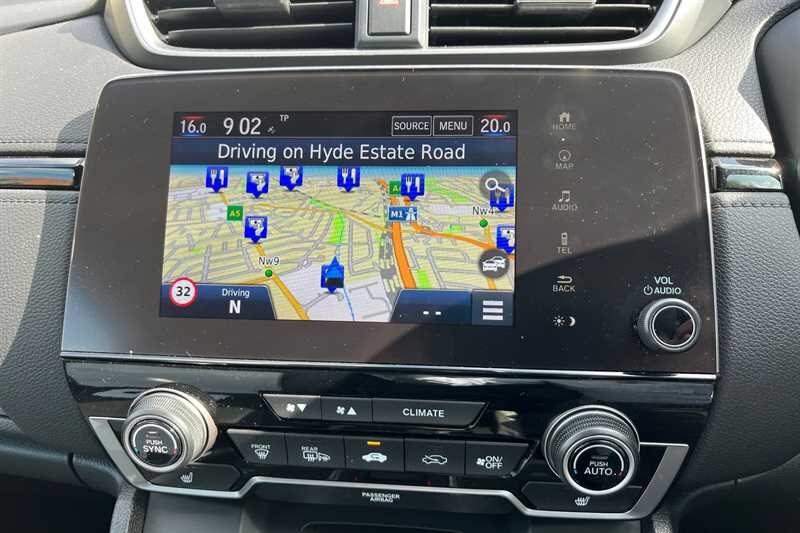 16.0 9 02 TP SOURCE MENU 20.0
Driving on Hyde Estate Road
A5
M1
Nw4
Nw9
32
Driving
N
- -
HOME
MAP
AUDIO
TEL
BACK
VOL
AUDIO
CLIMATE
PUSH
SYNC
FRONT
REAR
ON/
OFF
PUSH
AUTO
PASSENGER
AIRBAG